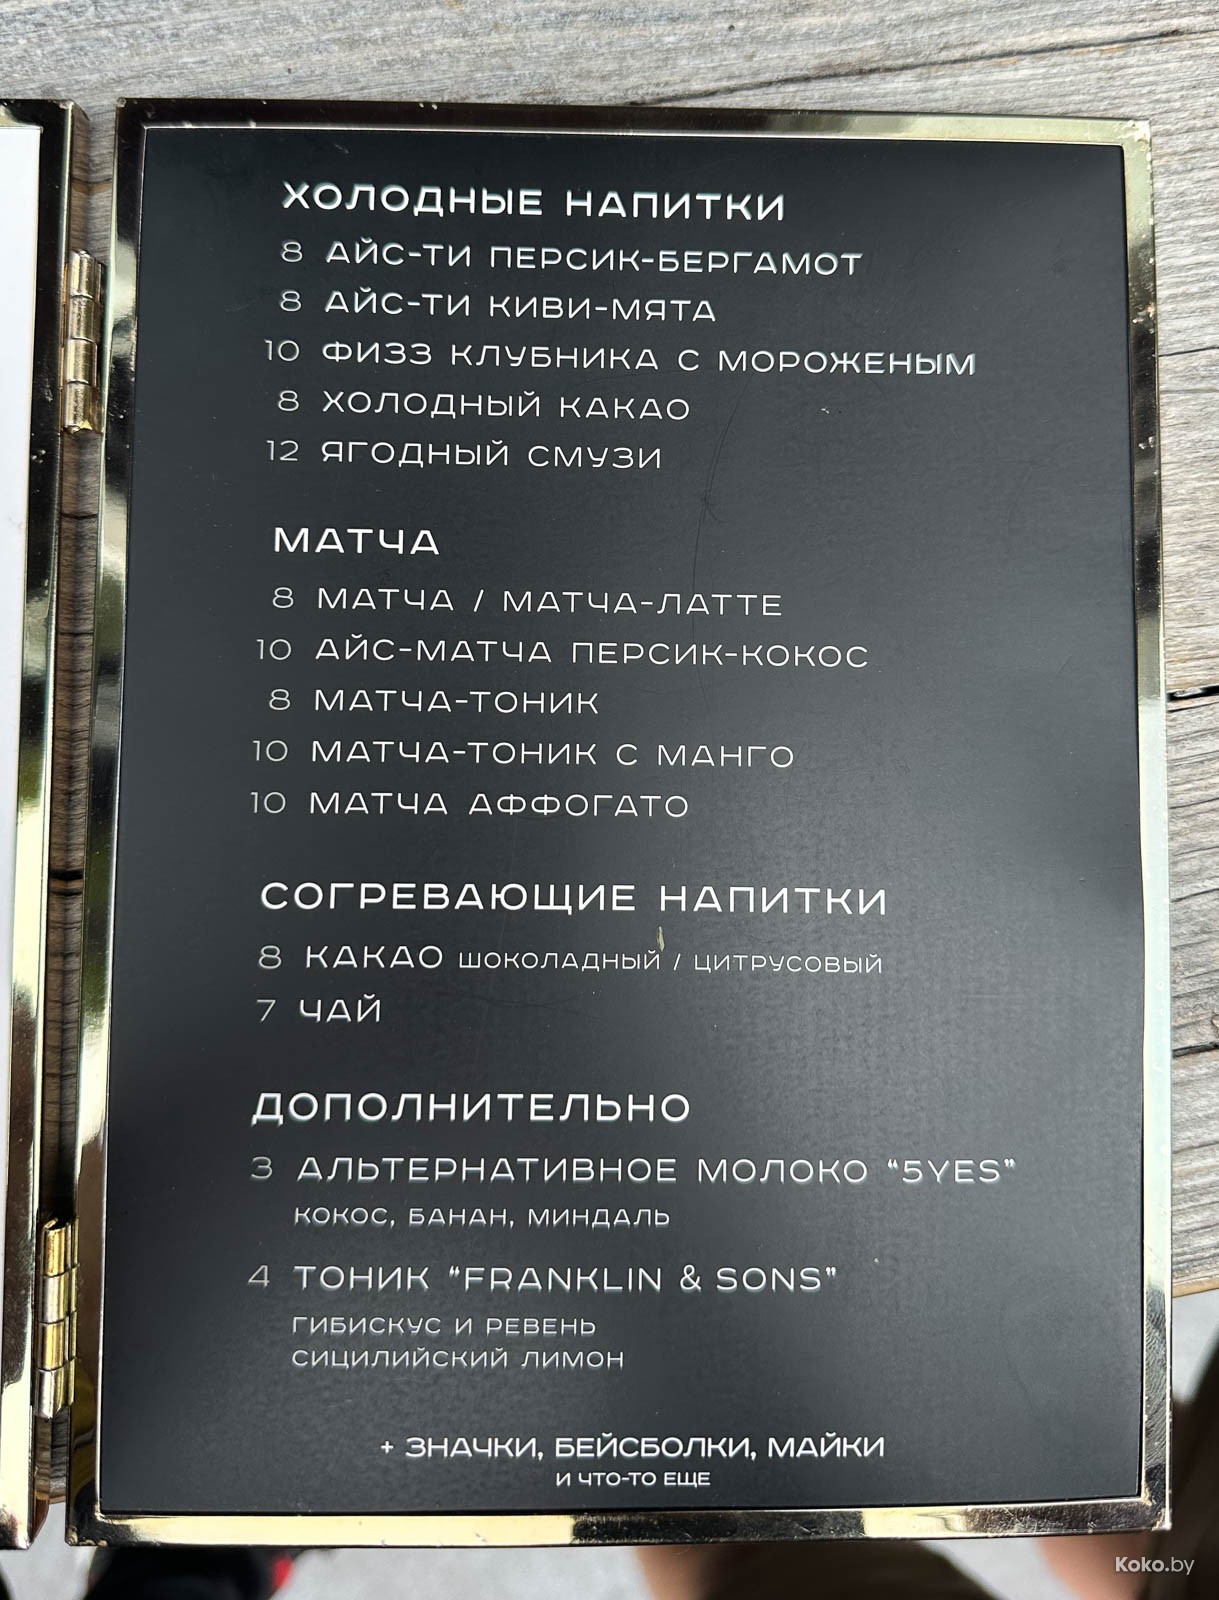 ХОЛОДНЫЕ НАПИТКИ
8 АЙС-ТИ ПЕРСИК-БЕРГАМОТ
8 АЙС-ТИ КИВИ-МЯТА
10 ФИЗЗ КЛУБНИКА С МОРОЖЕНЫМ
8 ХОЛОДНЫЙ КАКАО
12 ЯГОДНЫЙ СМУЗИ
МАТЧА
8 МАТЧА / МАТЧА-ЛАТТЕ
10 АЙС-МАТЧА ПЕРСИК-КОКОС
8 МАТЧА-ТОНИК
10 МАТЧА-ТОНИК С МАНГО
10 МАТЧА АФФОГАТО
СОГРЕВАЮЩИЕ НАПИТКИ
8 КАКАО ШОКОЛАДНЫЙ / ЦИТРУСОВЫЙ
7 ЧАЙ
ДОПОЛНИТЕЛЬНО
3 АЛЬТЕРНАТИВНОЕ МОЛОКО “5YES”
КОКОС, БАНАН, МИНДАЛЬ
4 ТОНИК “FRANKLIN & SONS”
ГИБИСКУС И РЕВЕНЬ
СИЦИЛИЙСКИЙ ЛИМОН
+ ЗНАЧКИ, БЕЙСБОЛКИ, МАЙКИ
И ЧТО-ТО ЕЩЕ
Koko.by